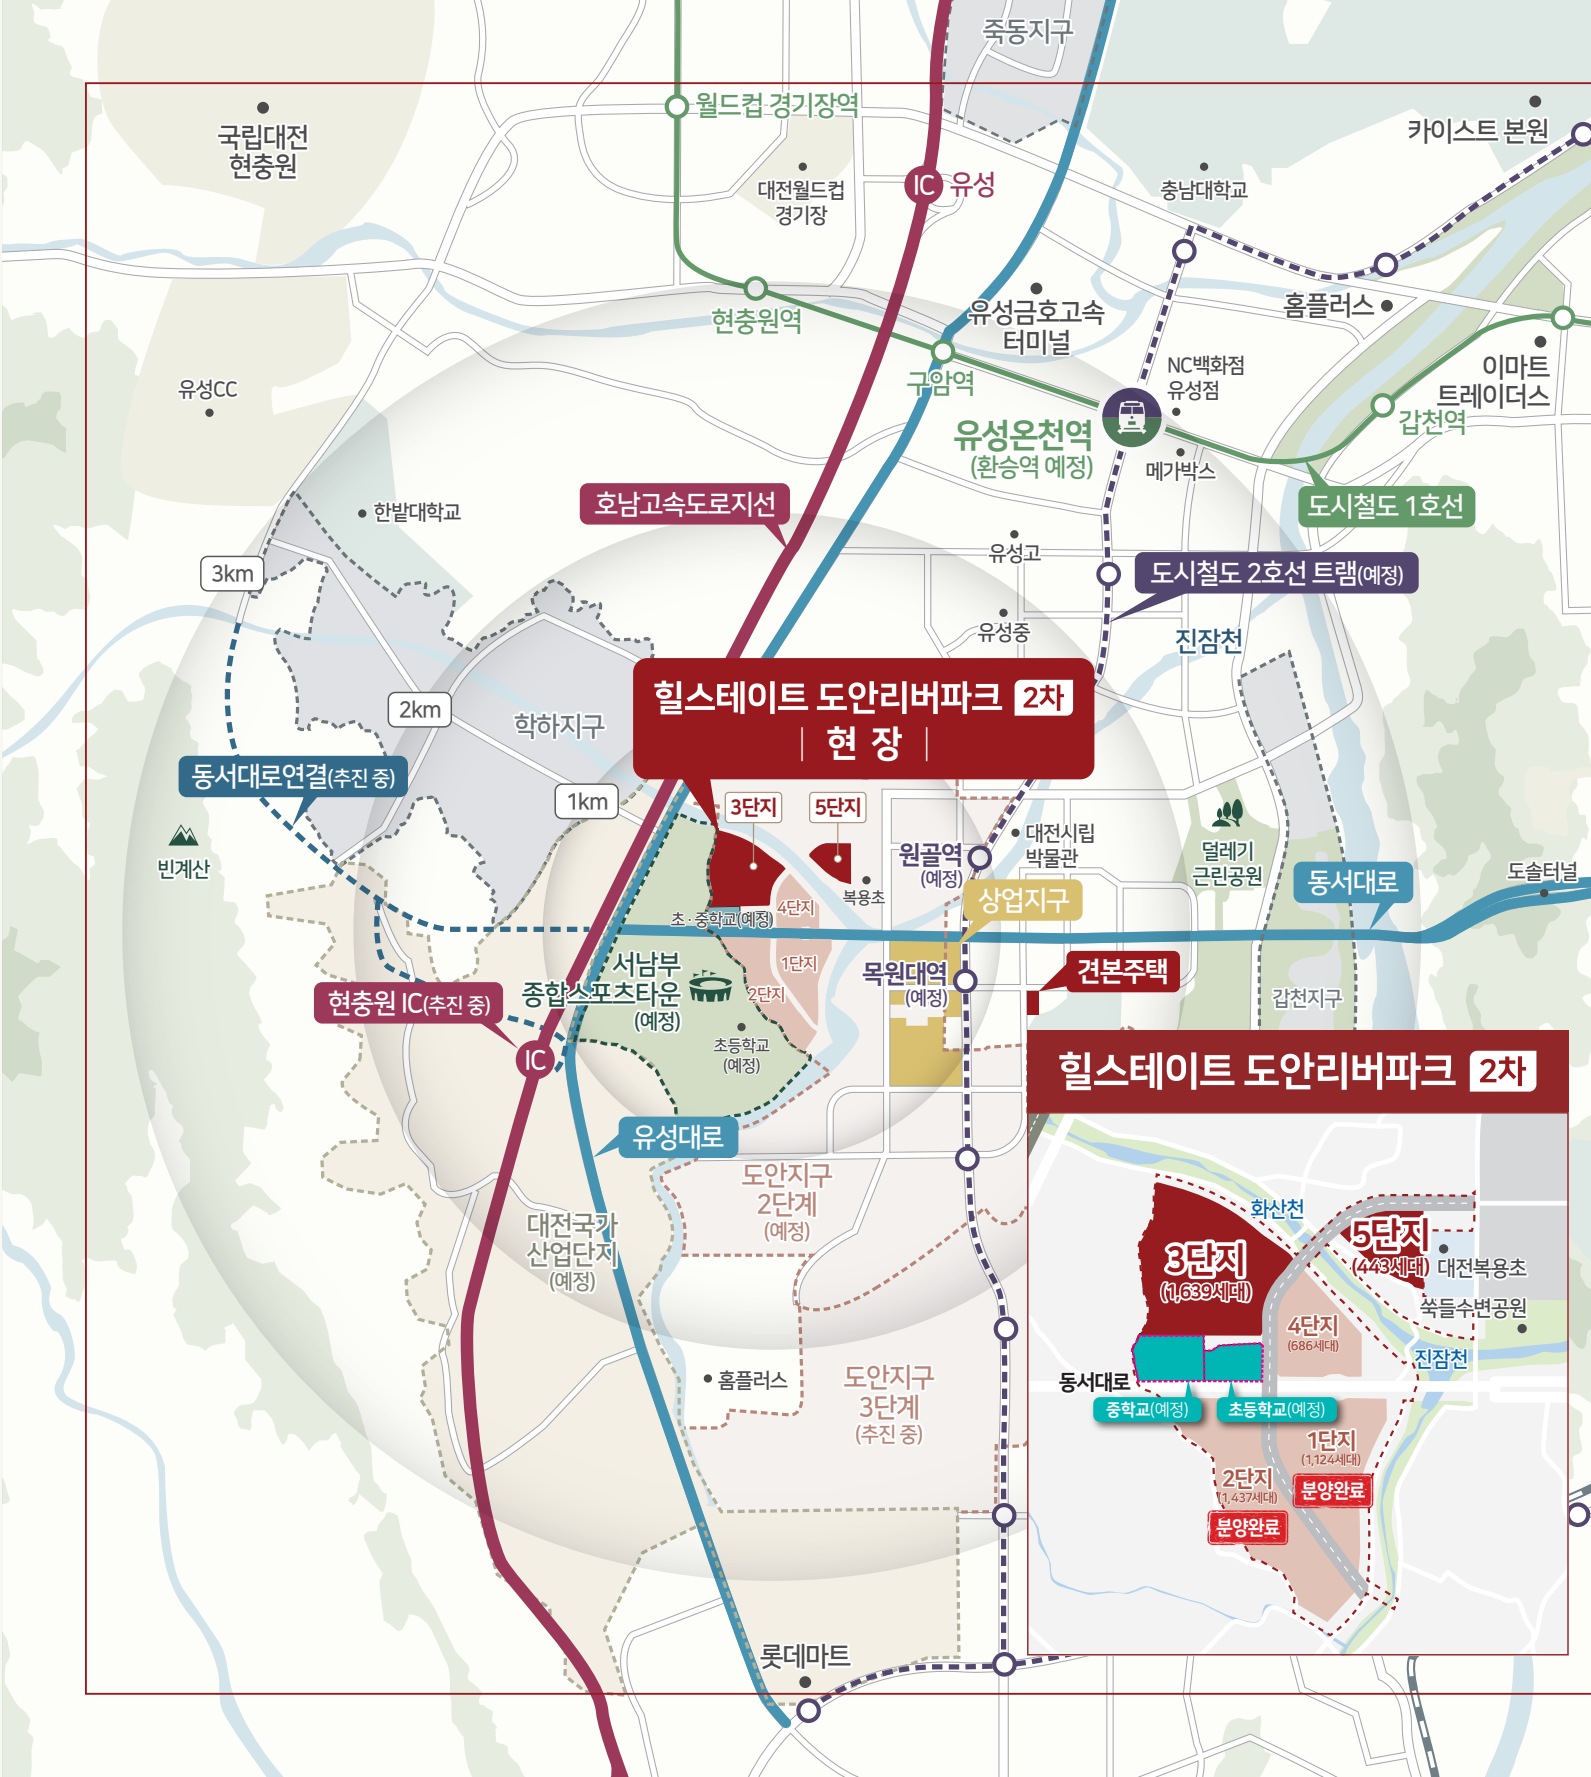 죽동지구
월드컵 경기장역
국립대전
현충원
카이스트 본원
대전월드컵
경기장
IC 유성
충남대학교
현충원역
유성금호고속
터미널
홈플러스
유성CC
구암역
NC백화점
유성점
이마트
트레이더스
갑천역
유성온천역
(환승역 예정)
메가박스
한밭대학교
호남고속도로지선
도시철도 1호선
유성고
3km
도시철도 2호선 트램(예정)
유성중
진잠천
힐스테이트 도안리버파크 2차
현 장
2km
학하지구
동서대로연결(추진 중)
1km
3단지
5단지
빈계산
원골역
(예정)
대전시립
박물관
덜레기
근린공원
동서대로
도솔터널
복용초
상업지구
초·중학교(예정)
4단지
서남부
종합스포츠타운
(예정)
1단지
2단지
목원대역
(예정)
견본주택
갑천지구
현충원 IC(추진 중)
초등학교
(예정)
IC
유성대로
도안지구
2단계
(예정)
대전국가
산업단지
(예정)
홈플러스
도안지구
3단계
(추진 중)
롯데마트
힐스테이트 도안리버파크 2차
화산천
3단지
(1,639세대)
5단지
(443세대)
대전복용초
쑥들수변공원
4단지
(686세대)
진잠천
동서대로
중학교(예정)
초등학교(예정)
1단지
(1,124세대)
분양완료
2단지
(1,437세대)
분양완료